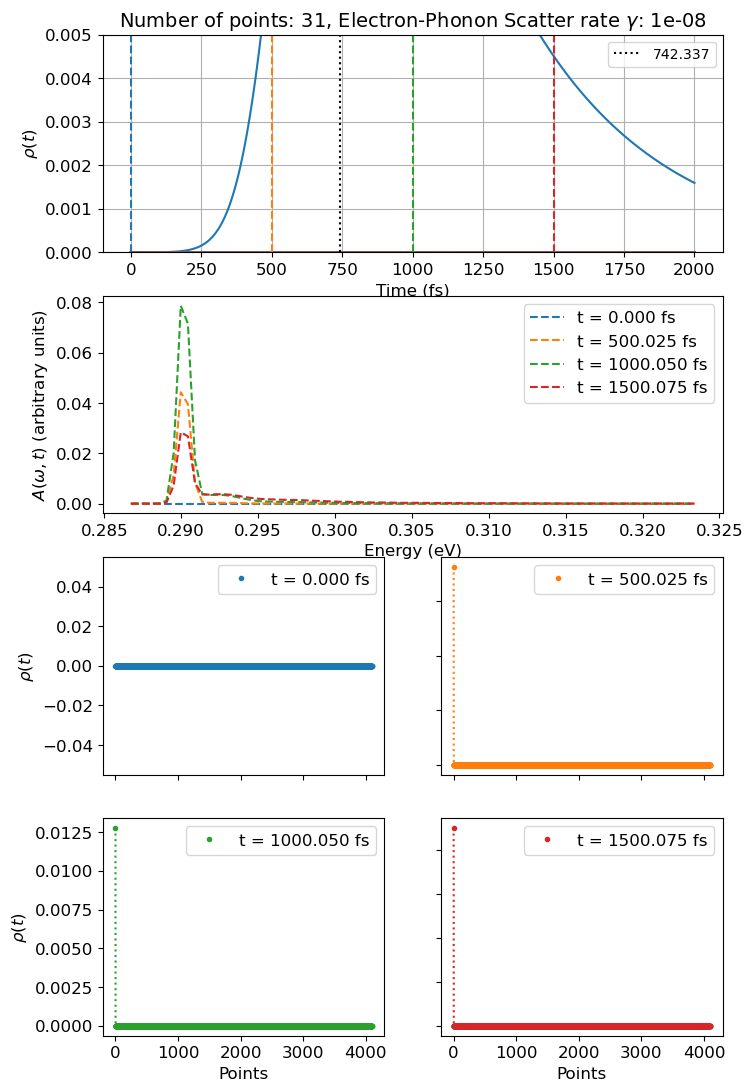 Number of points: 31, Electron-Phonon Scatter rate γ: 1e-08
0.005
0.004
0.003
0.002
0.001
0.000
ρ(t)
742.337
0 250 500 750 1000 1250 1500 1750 2000
Time (fs)
0.08
0.06
0.04
0.02
0.00
A(ω, t) (arbitrary units)
t = 0.000 fs
t = 500.025 fs
t = 1000.050 fs
t = 1500.075 fs
0.285 0.290 0.295 0.300 0.305 0.310 0.315 0.320 0.325
Energy (eV)
0.04
0.02
0.00
−0.02
−0.04
ρ(t)
t = 0.000 fs
t = 500.025 fs
0.0125
0.0100
0.0075
0.0050
0.0025
0.0000
ρ(t)
t = 1000.050 fs
t = 1500.075 fs
0 1000 2000 3000 4000
0 1000 2000 3000 4000
Points
Points